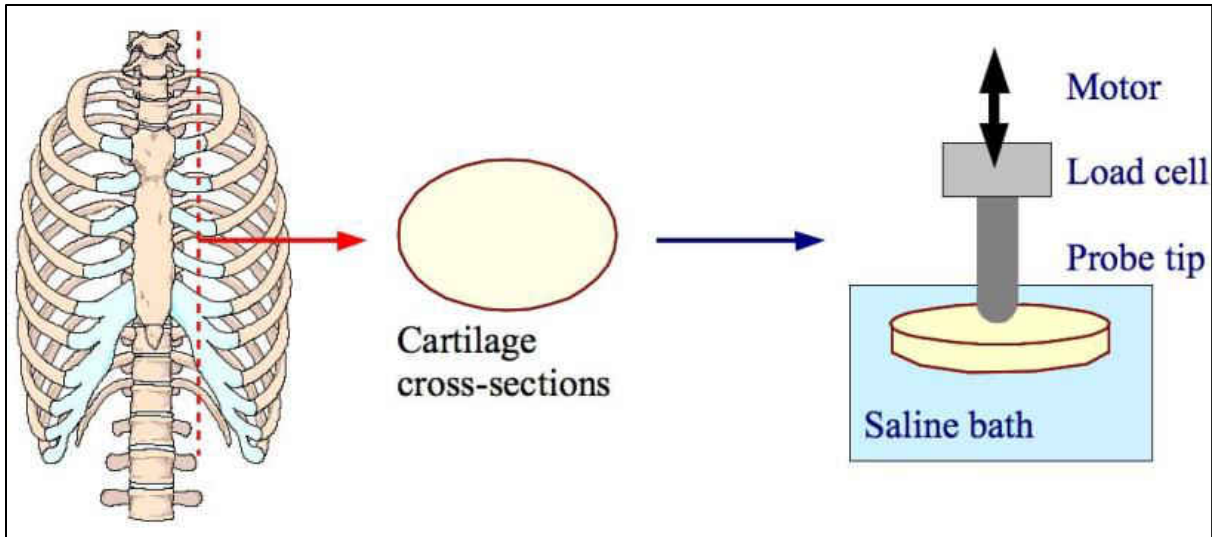 Motor
Load cell
Probe tip
Cartilage
cross-sections
Saline bath